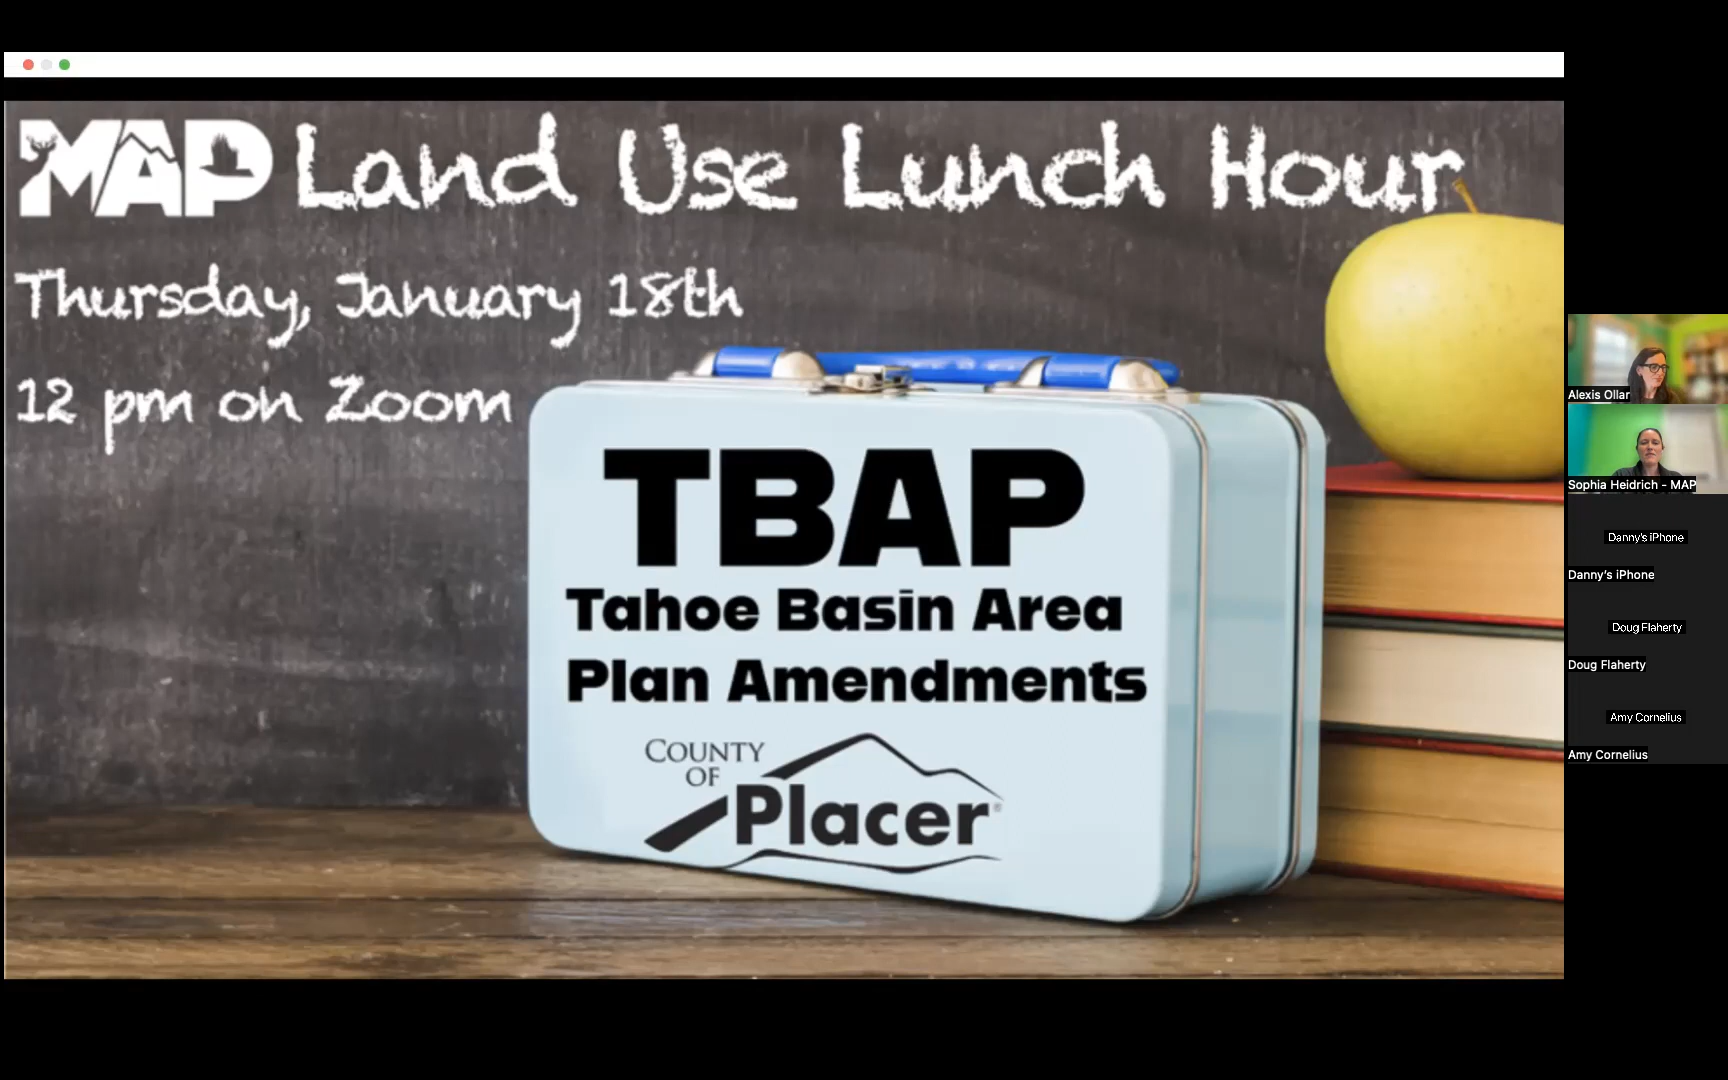 MAP Land Use Lunch Hour
Thursday, January 18th
12 pm on Zoom
TBAP
Tahoe Basin Area
Plan Amendments
COUNTY
OF
Placer®
Alexis Ollar
Sophia Heidrich - MAP
Danny's iPhone
Danny's iPhone
Doug Flaherty
Doug Flaherty
Amy Cornelius
Amy Cornelius